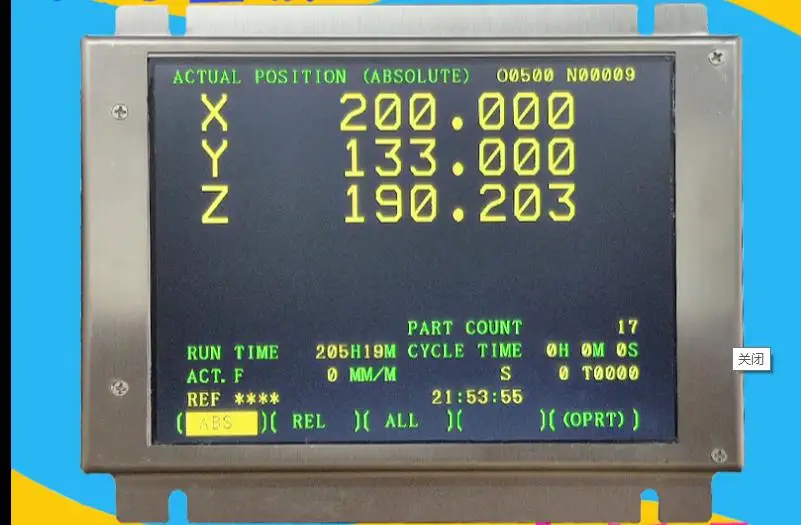 ACTUAL POSITION (ABSOLUTE) O0500 N00009
X 200.000
Y 133.000
Z 190.203
PART COUNT 17
RUN TIME 205H19M CYCLE TIME 0H 0M 0S
ACT.F 0 MM/M S 0 T0000
REF **** 21:53:55
( ABS )( REL )( ALL )( )( (OPRT) )
关闭